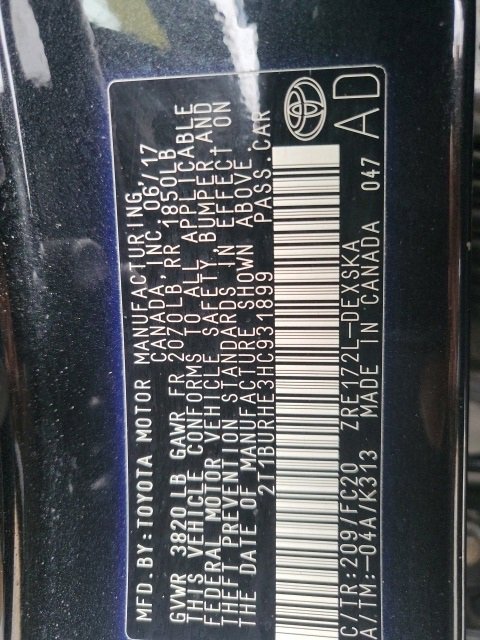 MFD.BY:TOYOTA MOTOR MANUFACTURING
CANADA, INC. 06/17
GVWR 3820LB GAWR FR 2070LB RR 1850LB
THIS VEHICLE CONFORMS TO ALL APPLICABLE
FEDERAL MOTOR VEHICLE SAFETY, BUMPER, AND
THEFT PREVENTION STANDARDS IN EFFECT ON
THE DATE OF MANUFACTURE SHOWN ABOVE.
2T1BURHE3HC931899 PASS.CAR
C/TR:209/FC20 ZRE172L-DEXSKA
A/TM:-04A/K313 MADE IN CANADA 047 AD